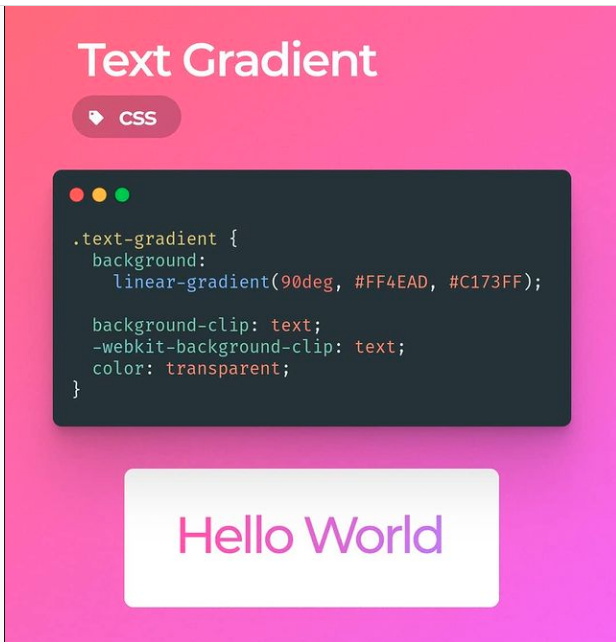 Text Gradient
CSS
.text-gradient {
  background:
    linear-gradient(90deg, #FF4EAD, #C173FF);

  background-clip: text;
  -webkit-background-clip: text;
  color: transparent;
}
Hello World